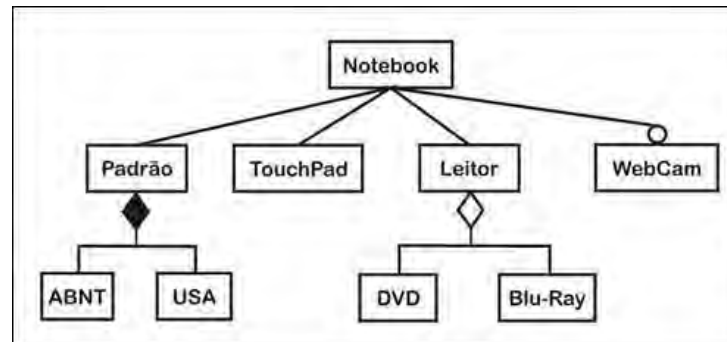 Notebook
Padrão TouchPad Leitor WebCam
ABNT USA DVD Blu-Ray